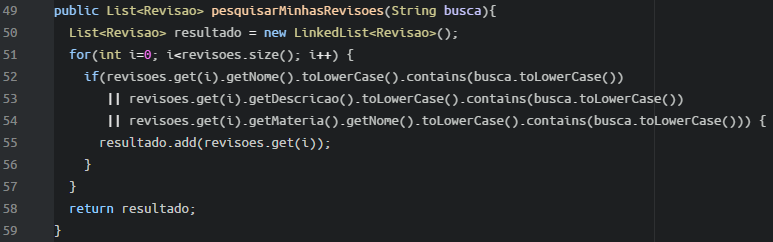 49 public List<Revisao> pesquisarMinhasRevisoes(String busca){
50 List<Revisao> resultado = new LinkedList<Revisao>();
51 for(int i=0; i<revisoes.size(); i++) {
52 if(revisoes.get(i).getNome().toLowerCase().contains(busca.toLowerCase())
53 || revisoes.get(i).getDescricao().toLowerCase().contains(busca.toLowerCase())
54 || revisoes.get(i).getMateria().getNome().toLowerCase().contains(busca.toLowerCase())) {
55 resultado.add(revisoes.get(i));
56 }
57 }
58 return resultado;
59 }